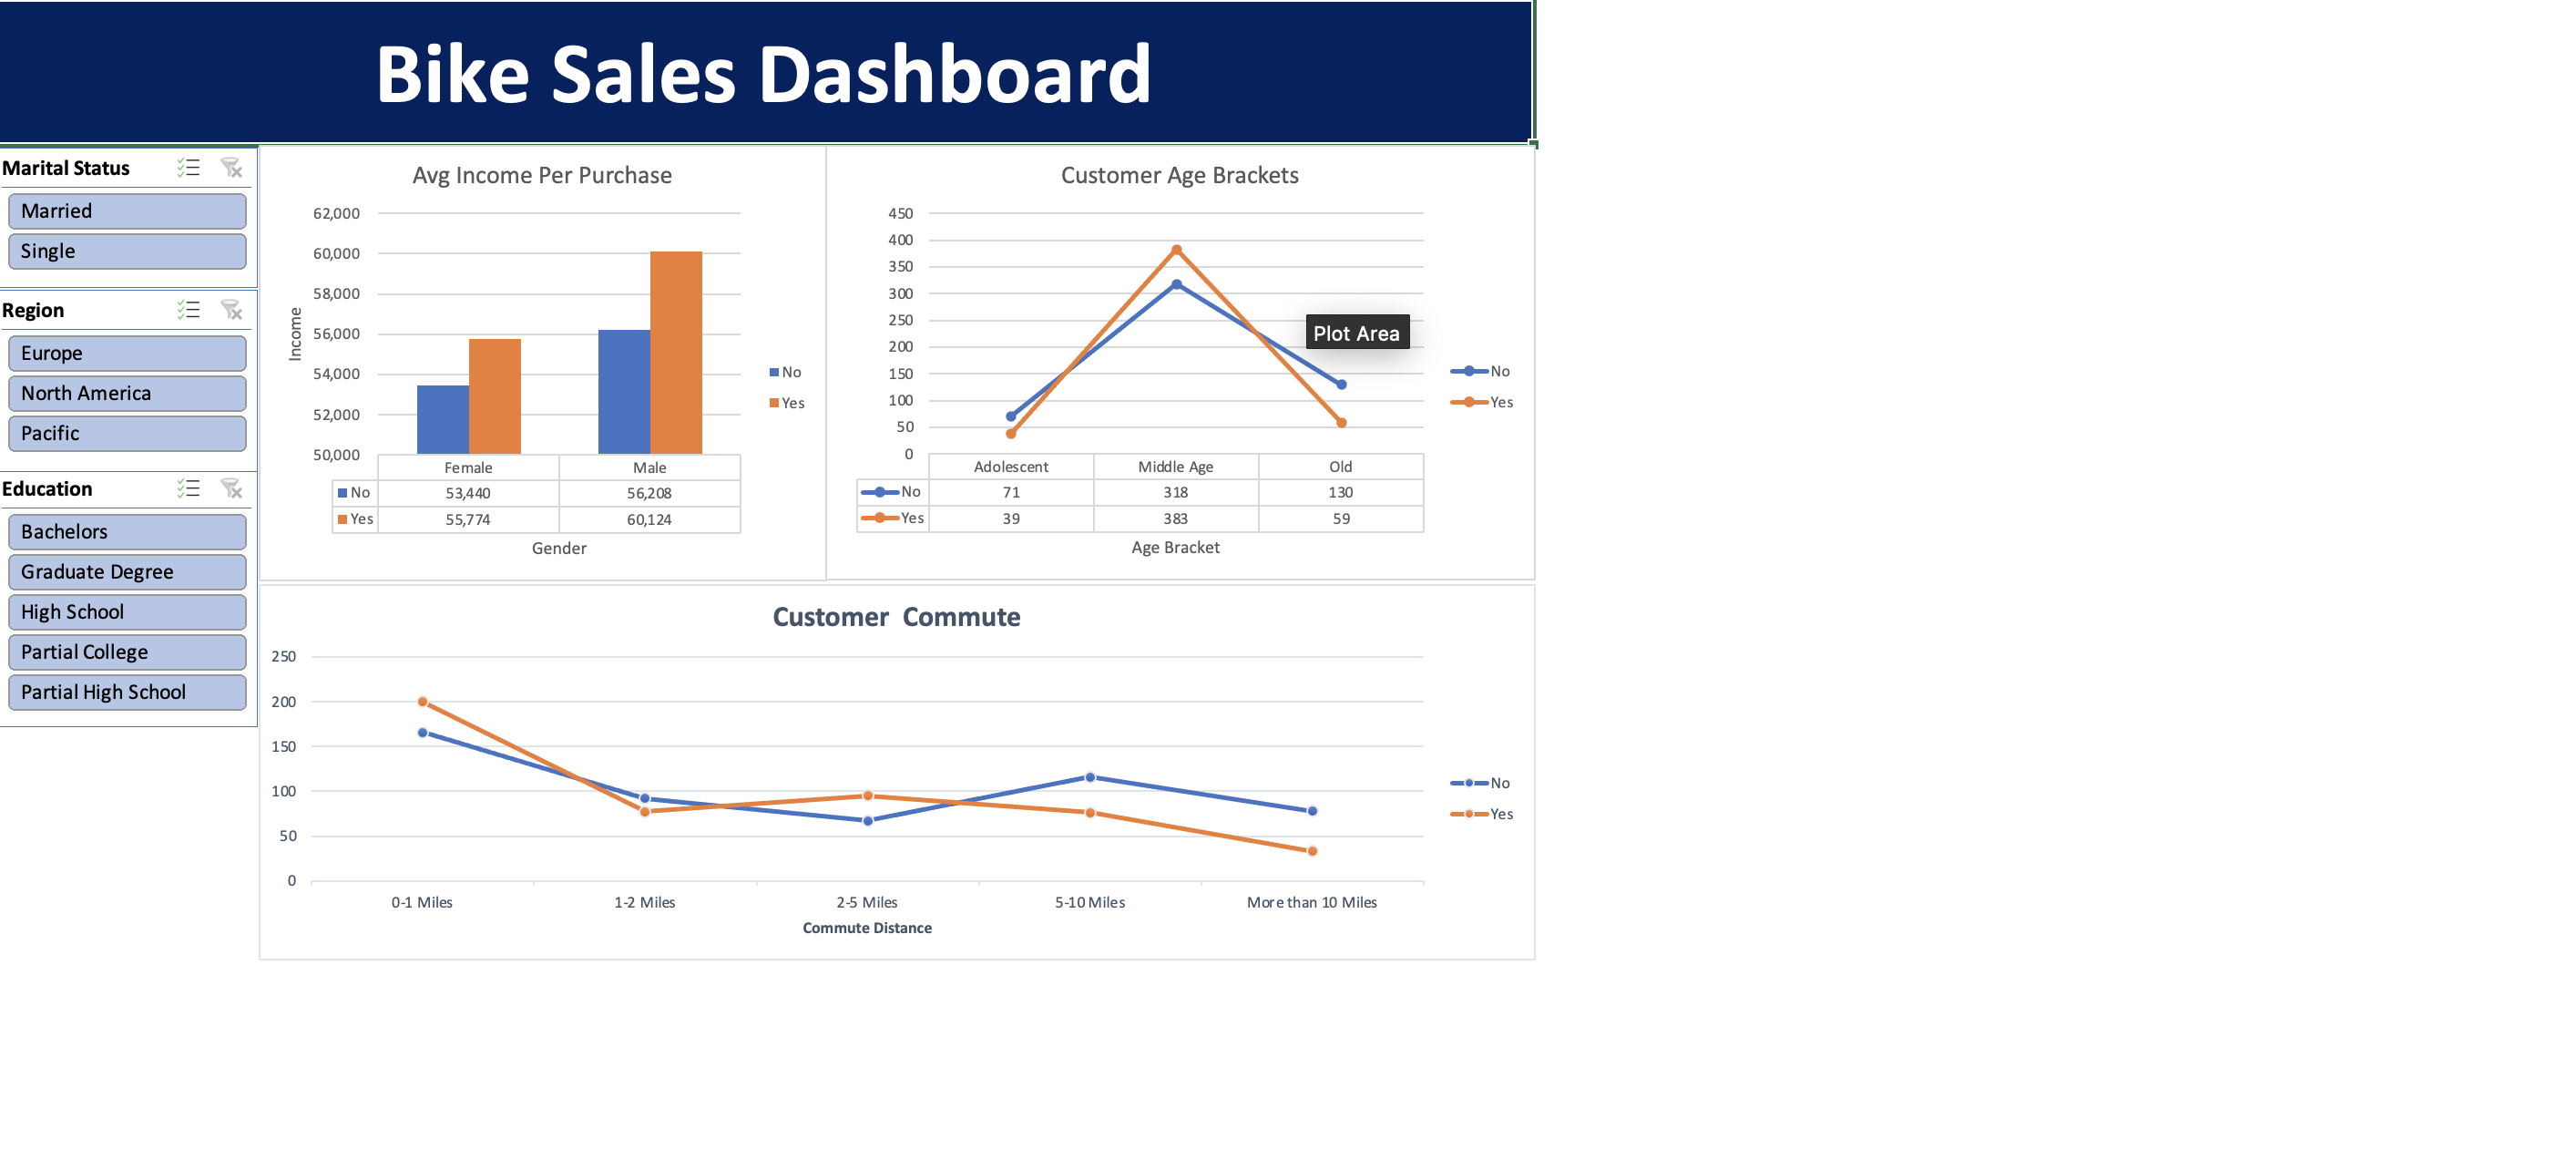 Bike Sales Dashboard
Marital Status
Married
Single
Region
Europe
North America
Pacific
Education
Bachelors
Graduate Degree
High School
Partial College
Partial High School
Avg Income Per Purchase
Income
62,000
60,000
58,000
56,000
54,000
52,000
50,000
Female Male
No 53,440 56,208
Yes 55,774 60,124
Gender
No
Yes
Customer Age Brackets
450
400
350
300
250
200
150
100
50
0
Plot Area
Adolescent Middle Age Old
No 71 318 130
Yes 39 383 59
Age Bracket
No
Yes
Customer  Commute
250
200
150
100
50
0
0-1 Miles 1-2 Miles 2-5 Miles 5-10 Miles More than 10 Miles
Commute Distance
No
Yes